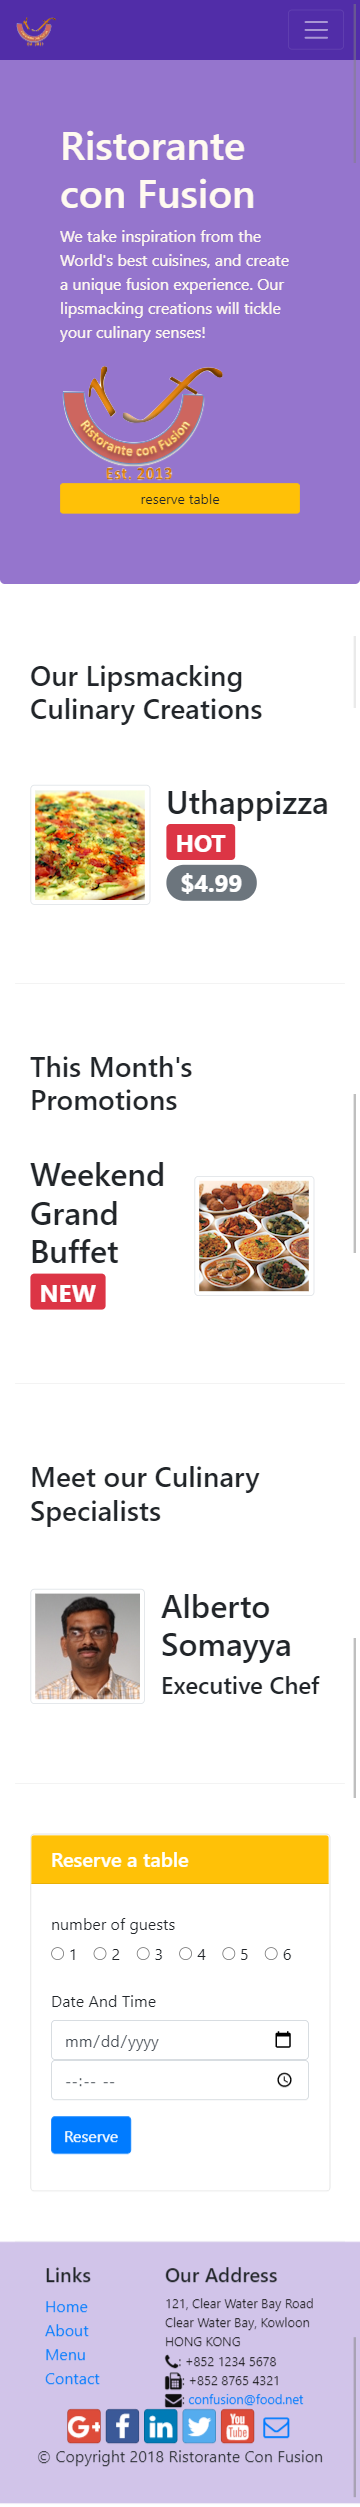 Ristorante
con Fusion
We take inspiration from the
World's best cuisines, and create
a unique fusion experience. Our
lipsmacking creations will tickle
your culinary senses!
Ristorante con Fusion
Est. 2013
reserve table
Our Lipsmacking
Culinary Creations
Uthappizza
HOT
$4.99
This Month's
Promotions
Weekend
Grand
Buffet
NEW
Meet our Culinary
Specialists
Alberto
Somayya
Executive Chef
Reserve a table
number of guests
1 2 3 4 5 6
Date And Time
mm/dd/yyyy
--:-- --
Reserve
Links
Home
About
Menu
Contact
Our Address
121, Clear Water Bay Road
Clear Water Bay, Kowloon
HONG KONG
: +852 1234 5678
: +852 8765 4321
: confusion@food.net
G+ f in You Tube
© Copyright 2018 Ristorante Con Fusion